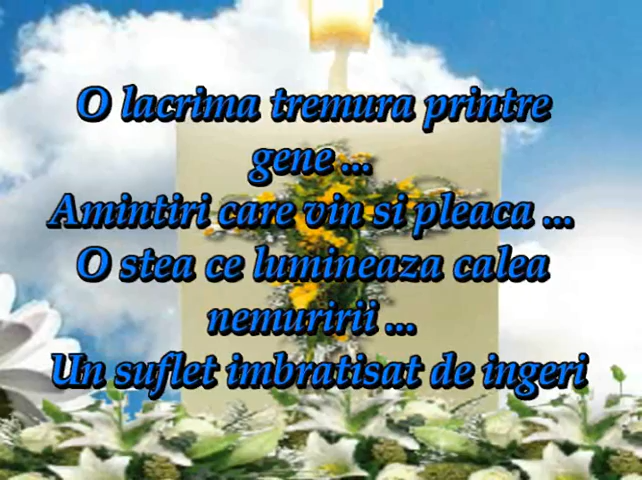 O lacrima tremura printre
gene ...
Amintiri care vin si pleaca ...
O stea ce lumineaza calea
nemuririi ...
Un suflet imbratisat de ingeri